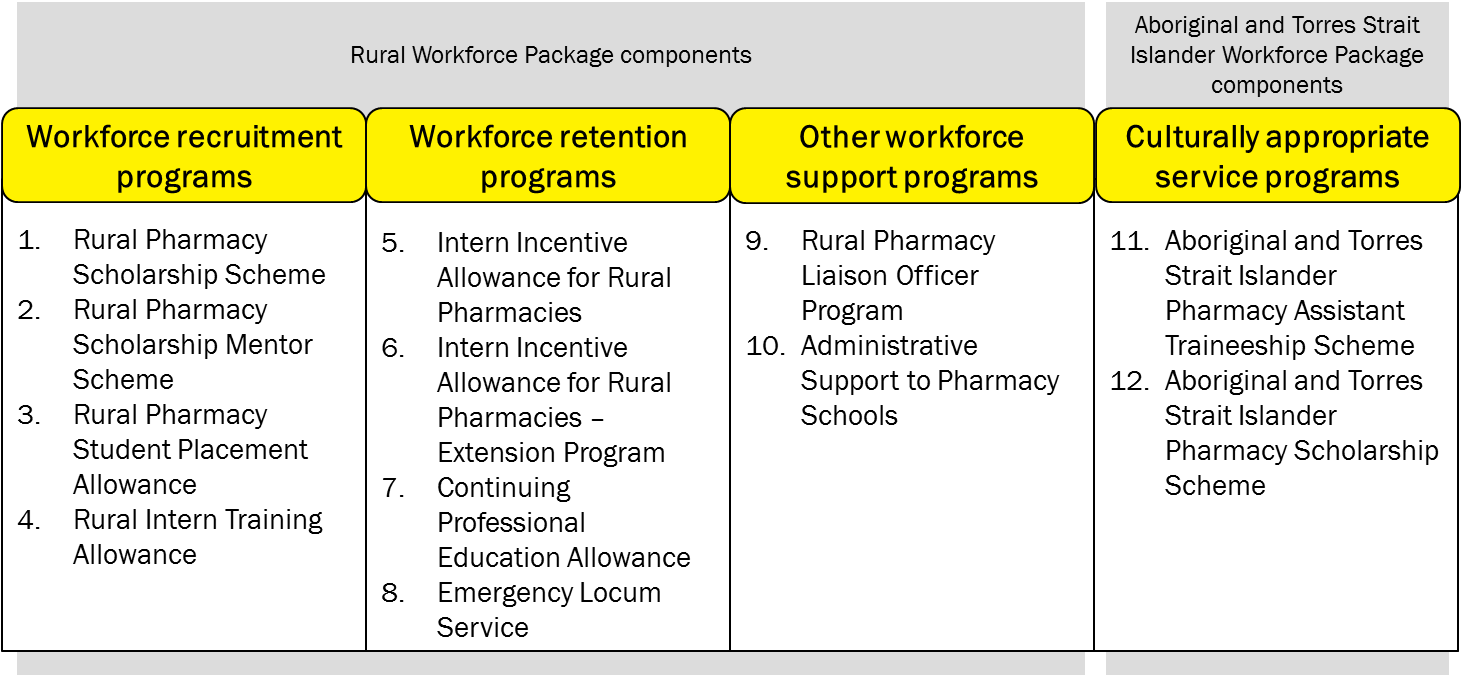 Rural Workforce Package components
Aboriginal and Torres Strait
Islander Workforce Package
components
Workforce recruitment
programs
1. Rural Pharmacy
Scholarship Scheme
2. Rural Pharmacy
Scholarship Mentor
Scheme
3. Rural Pharmacy
Student Placement
Allowance
4. Rural Intern Training
Allowance
Workforce retention
programs
5. Intern Incentive
Allowance for Rural
Pharmacies
6. Intern Incentive
Allowance for Rural
Pharmacies –
Extension Program
7. Continuing
Professional
Education Allowance
8. Emergency Locum
Service
Other workforce
support programs
9. Rural Pharmacy
Liaison Officer
Program
10. Administrative
Support to Pharmacy
Schools
Culturally appropriate
service programs
11. Aboriginal and Torres
Strait Islander
Pharmacy Assistant
Traineeship Scheme
12. Aboriginal and Torres
Strait Islander
Pharmacy Scholarship
Scheme